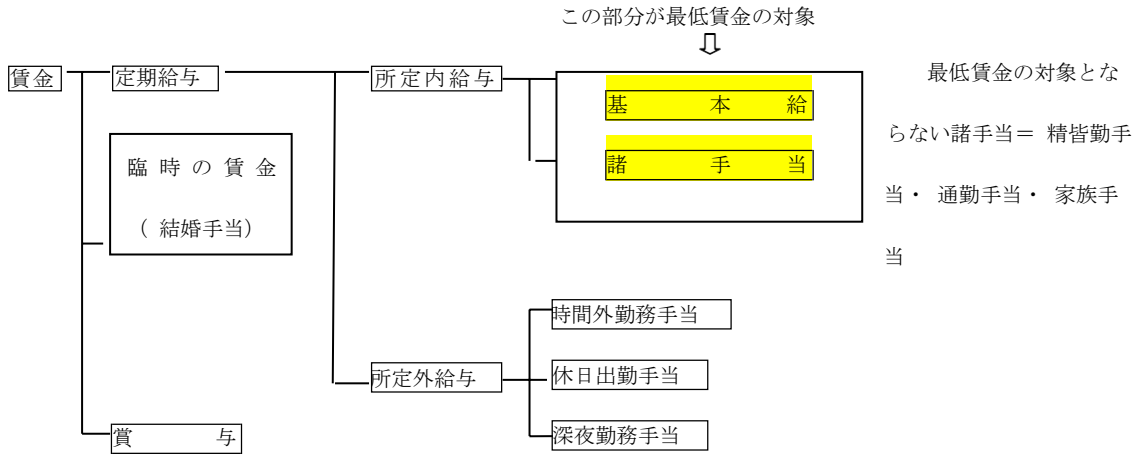 この部分が最低賃金の対象
賃金
定期給与
所定内給与
基本給
諸手当
最低賃金の対象とな
らない諸手当＝ 精皆勤手
当・ 通勤手当・ 家族手
当
臨時の賃金
( 結婚手当)
時間外勤務手当
所定外給与
休日出勤手当
深夜勤務手当
賞与